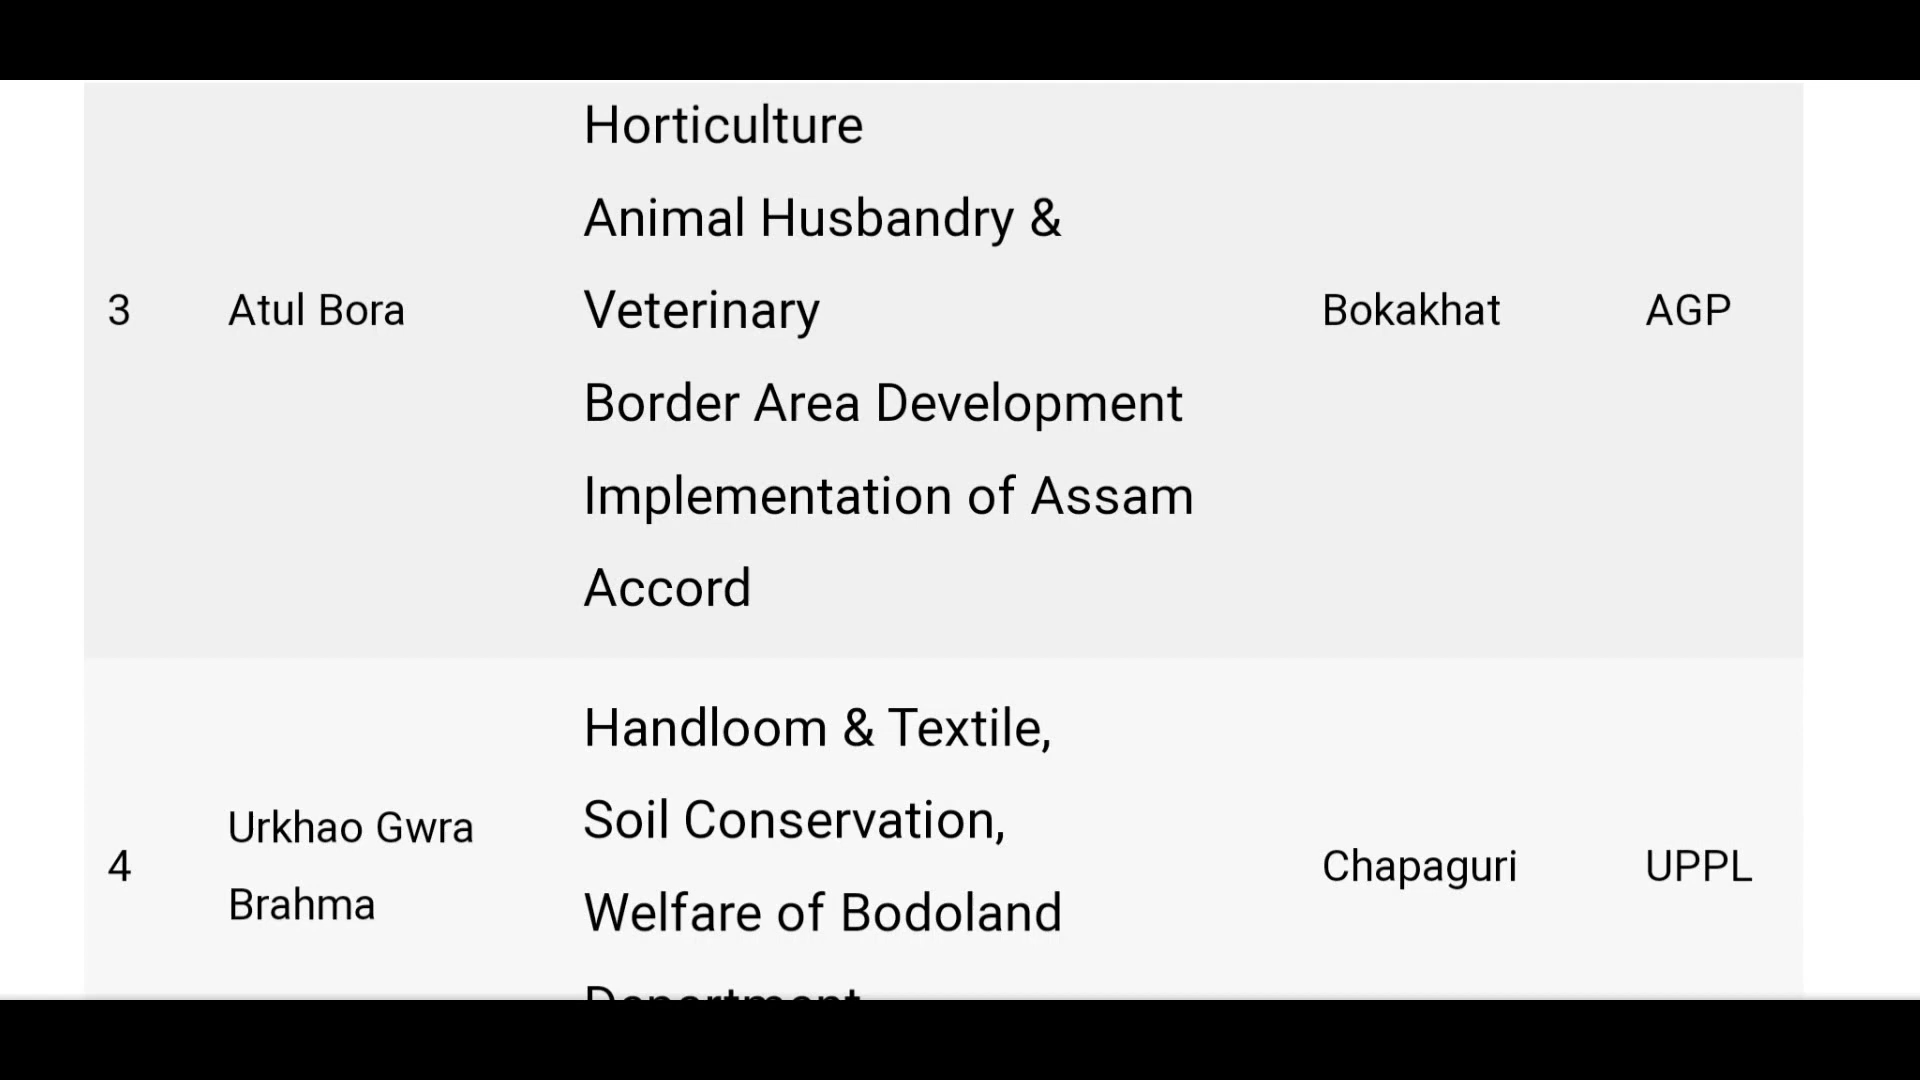 Horticulture
Animal Husbandry &
Veterinary
3 Atul Bora Bokakhat AGP
Border Area Development
Implementation of Assam
Accord
Handloom & Textile,
Soil Conservation,
Urkhao Gwra
4 Chapaguri UPPL
Brahma
Welfare of Bodoland
Department